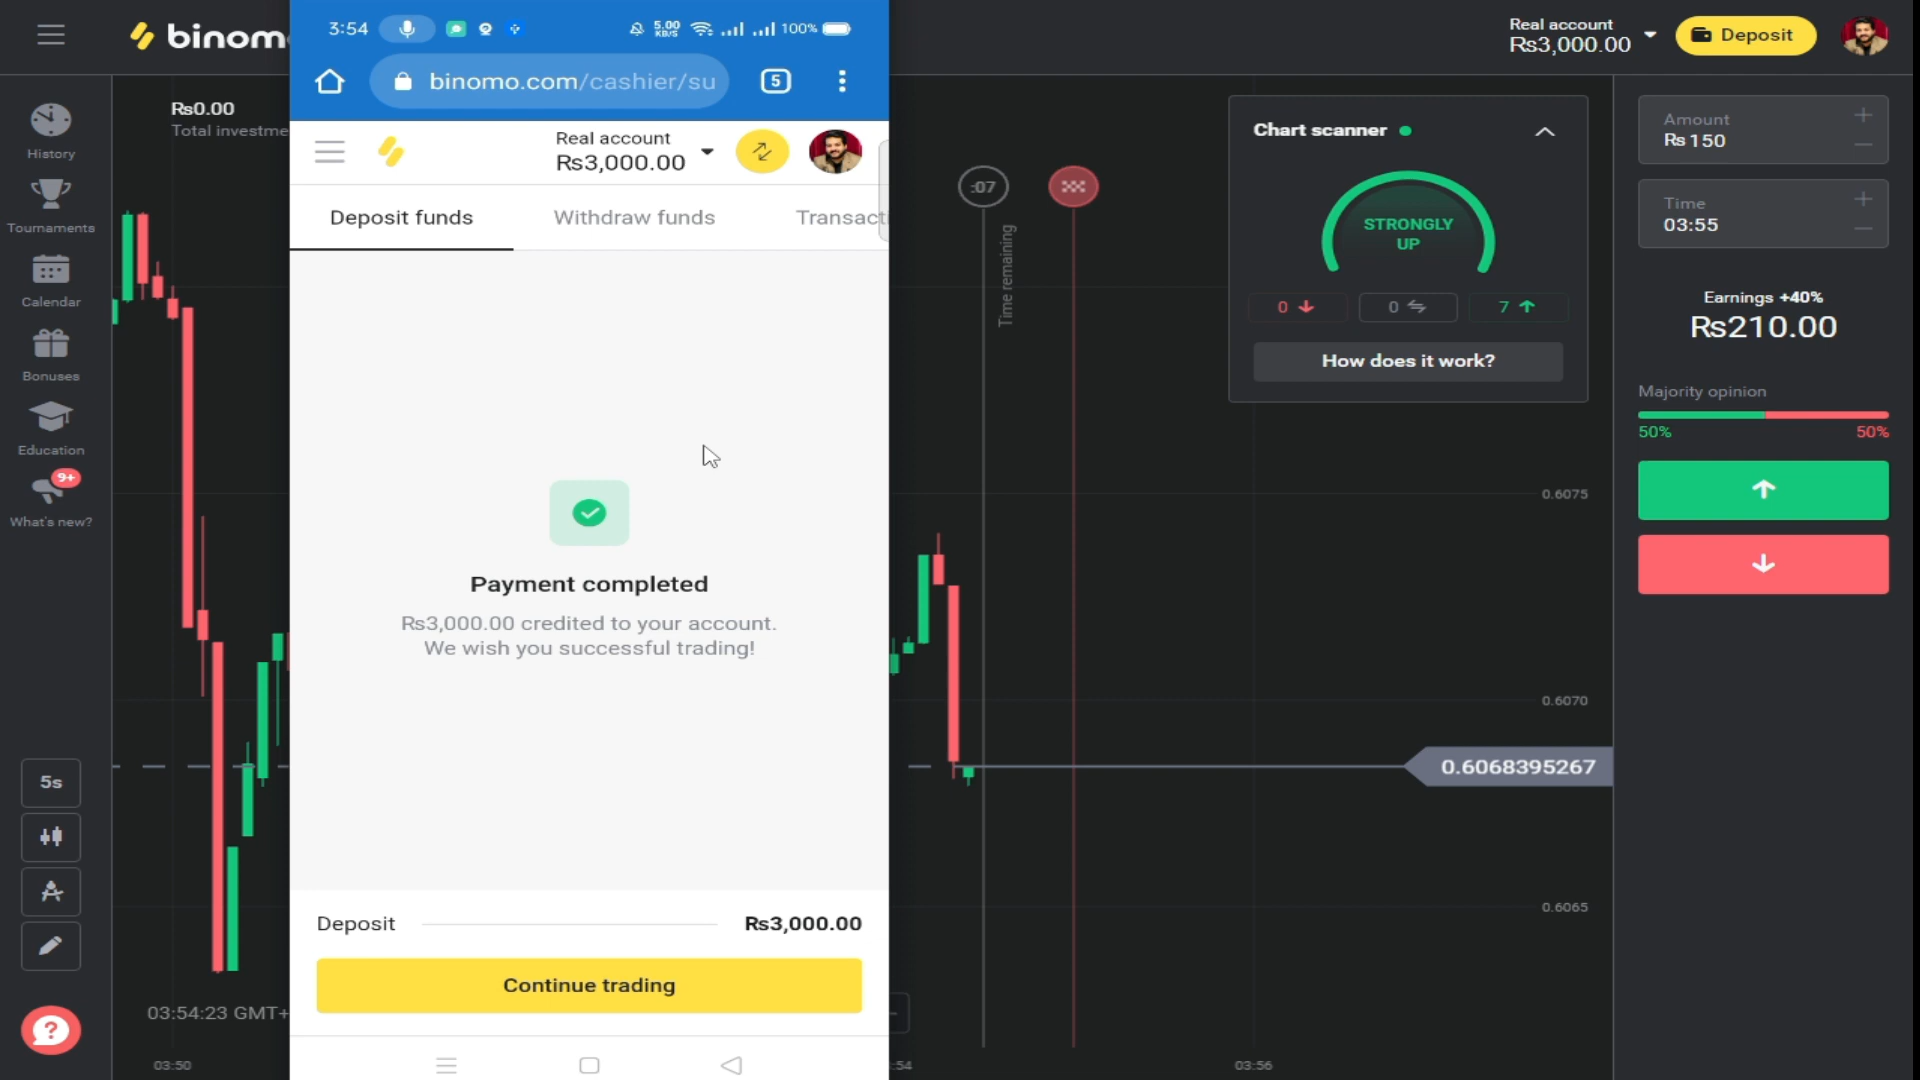 binom
Rs0.00
Total investme
History
Tournaments
Calendar
Bonuses
Education
9+
What's new?
5s
03:54:23 GMT+
03:50
3:54
5.00
KB/S
100%
binomo.com/cashier/su
5
Real account
Rs3,000.00
Deposit funds
Withdraw funds
Transact
Payment completed
Rs3,000.00 credited to your account.
We wish you successful trading!
Deposit
Rs3,000.00
Continue trading
:54
03:56
:07
Time remaining
Chart scanner
STRONGLY
UP
0
0
7
How does it work?
0.6075
0.6070
0.6068395267
0.6065
Real account
Rs3,000.00
Deposit
Amount
Rs 150
Time
03:55
Earnings +40%
Rs210.00
Majority opinion
50%
50%